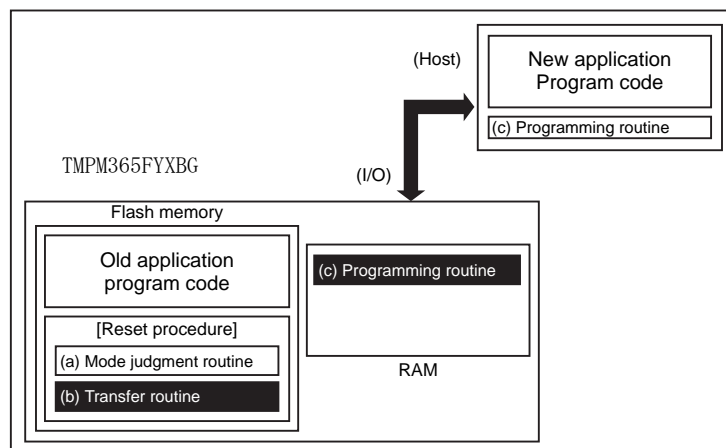 (Host)
New application
Program code
(c) Programming routine
TMPM365FYXBG
(I/O)
Flash memory
Old application
program code
[Reset procedure]
(a) Mode judgment routine
(b) Transfer routine
(c) Programming routine
RAM